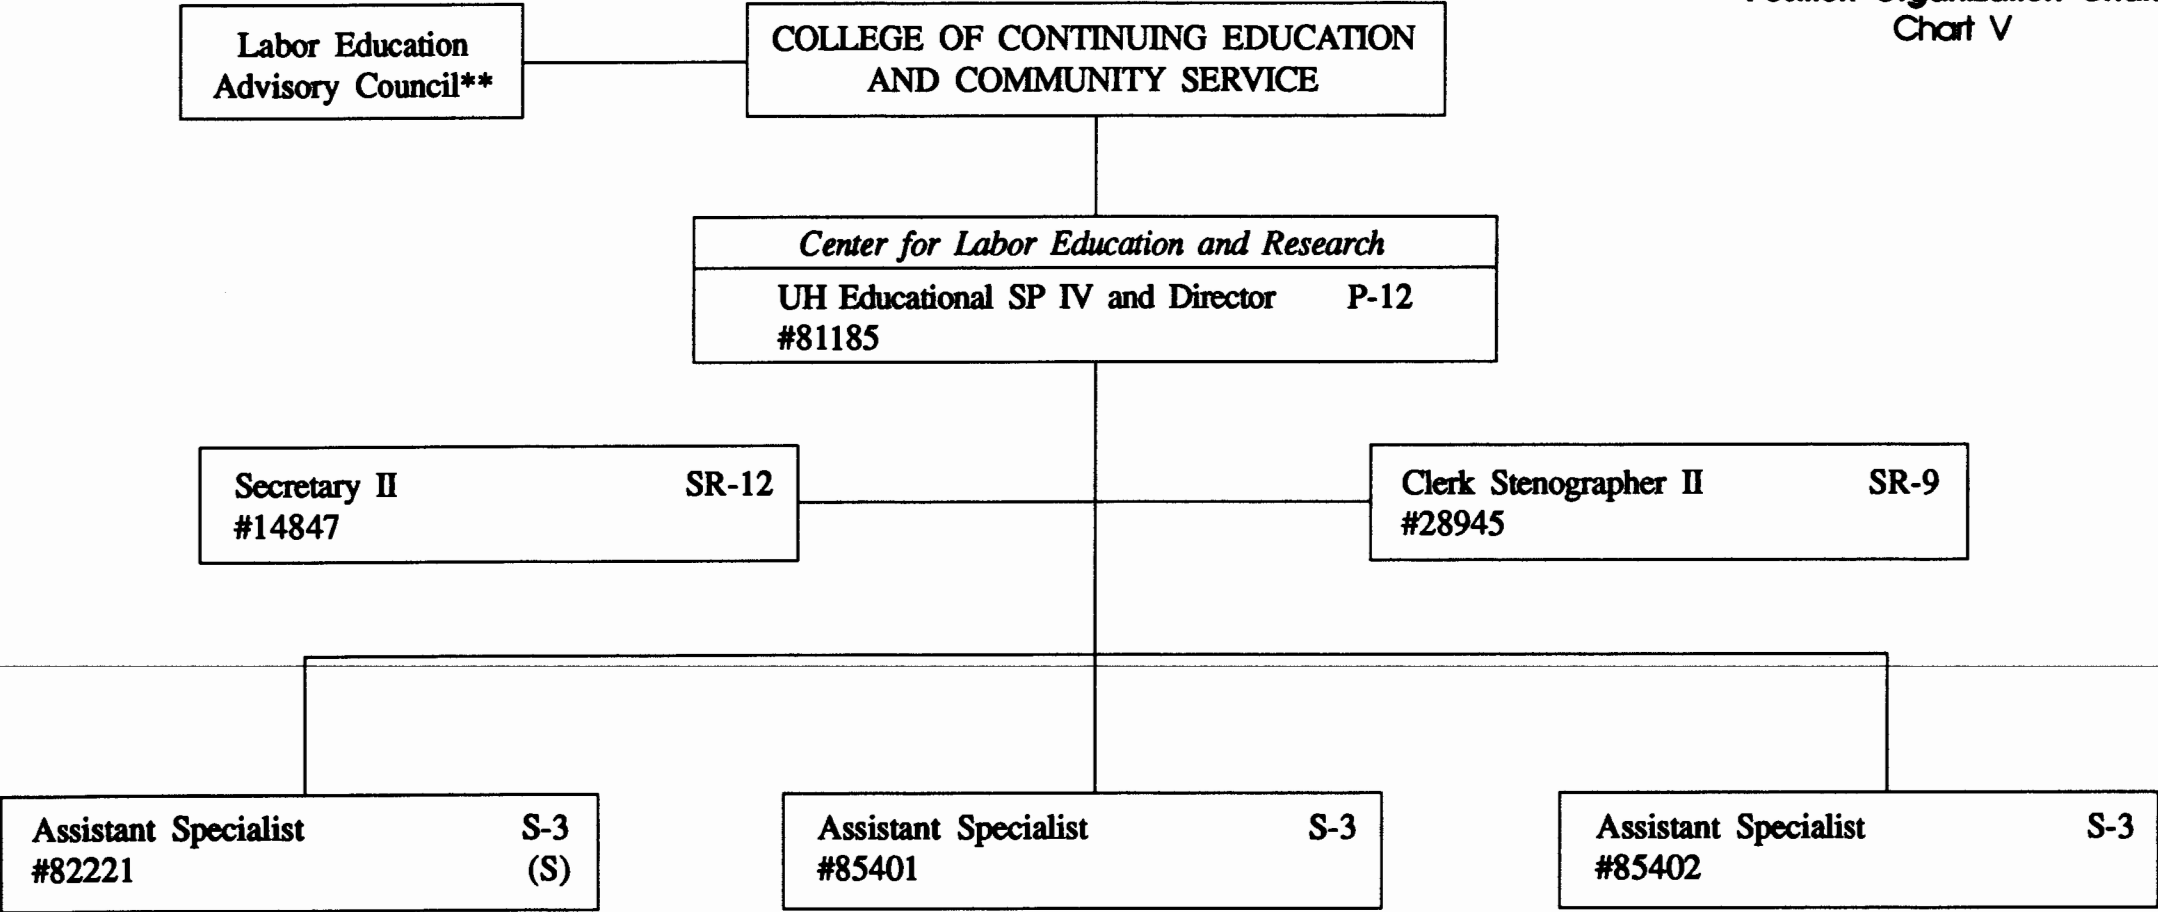 Chart V
Labor Education
Advisory Council**
COLLEGE OF CONTINUING EDUCATION
AND COMMUNITY SERVICE
Center for Labor Education and Research
UH Educational SP IV and Director P-12
#81185
Secretary II SR-12
#14847
Clerk Stenographer II SR-9
#28945
Assistant Specialist S-3
#82221 (S)
Assistant Specialist S-3
#85401
Assistant Specialist S-3
#85402